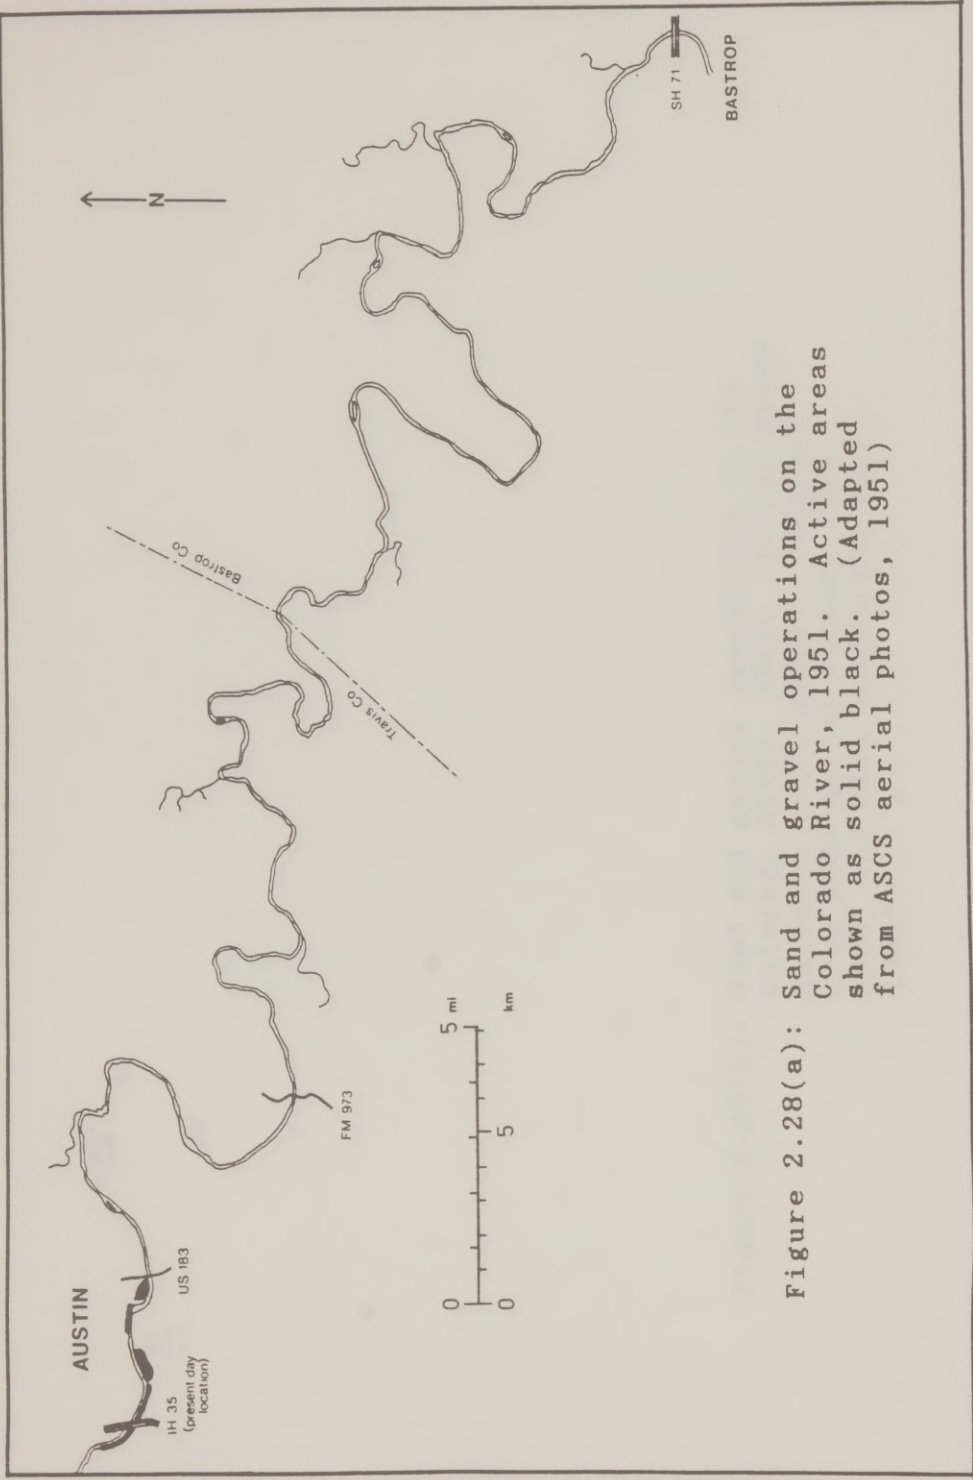 AUSTIN
IH 35
(present day
location)
US 183
FM 973
Travis Co
Bastrop Co
N
SH 71
BASTROP
0 5 mi
0 5 km
Figure 2.28(a): Sand and gravel operations on the
Colorado River, 1951. Active areas
shown as solid black. (Adapted
from ASCS aerial photos, 1951)